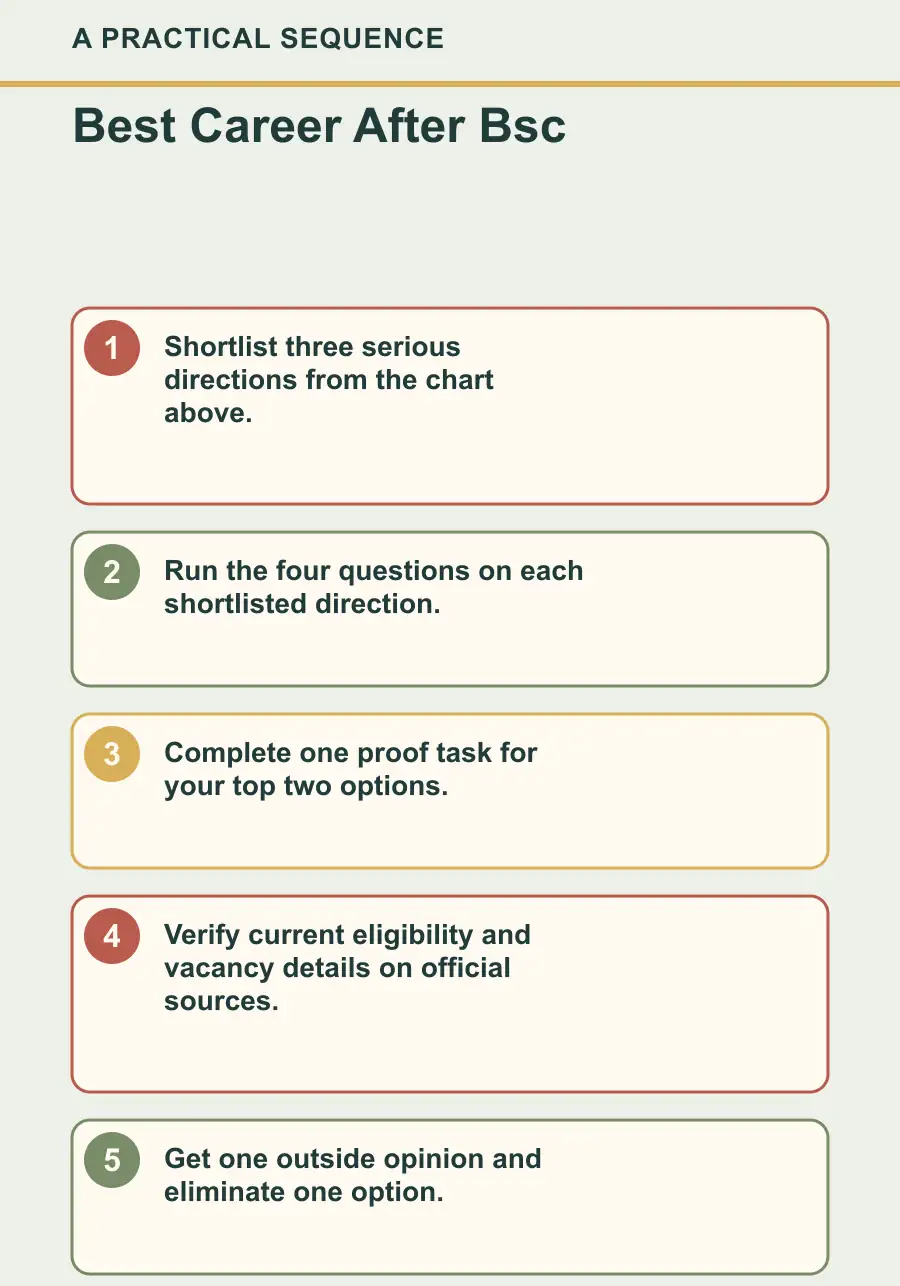 A PRACTICAL SEQUENCE
Best Career After Bsc
1
Shortlist three serious
directions from the chart
above.
2
Run the four questions on each
shortlisted direction.
3
Complete one proof task for
your top two options.
4
Verify current eligibility and
vacancy details on official
sources.
5
Get one outside opinion and
eliminate one option.